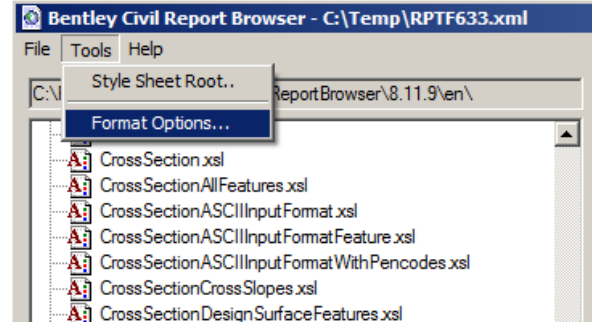 Bentley Civil Report Browser - C:\Temp\RPTF633.xml
File Tools Help
Style Sheet Root..
C:\ ReportBrowser\8.11.9\en\
Format Options...
CrossSection.xsl
CrossSectionAllFeatures.xsl
CrossSectionASCIIInputFormat.xsl
CrossSectionASCIIInputFormatFeature.xsl
CrossSectionASCIIInputFormatWithPencodes.xsl
CrossSectionCrossSlopes.xsl
CrossSectionDesignSurfaceFeatures.xsl